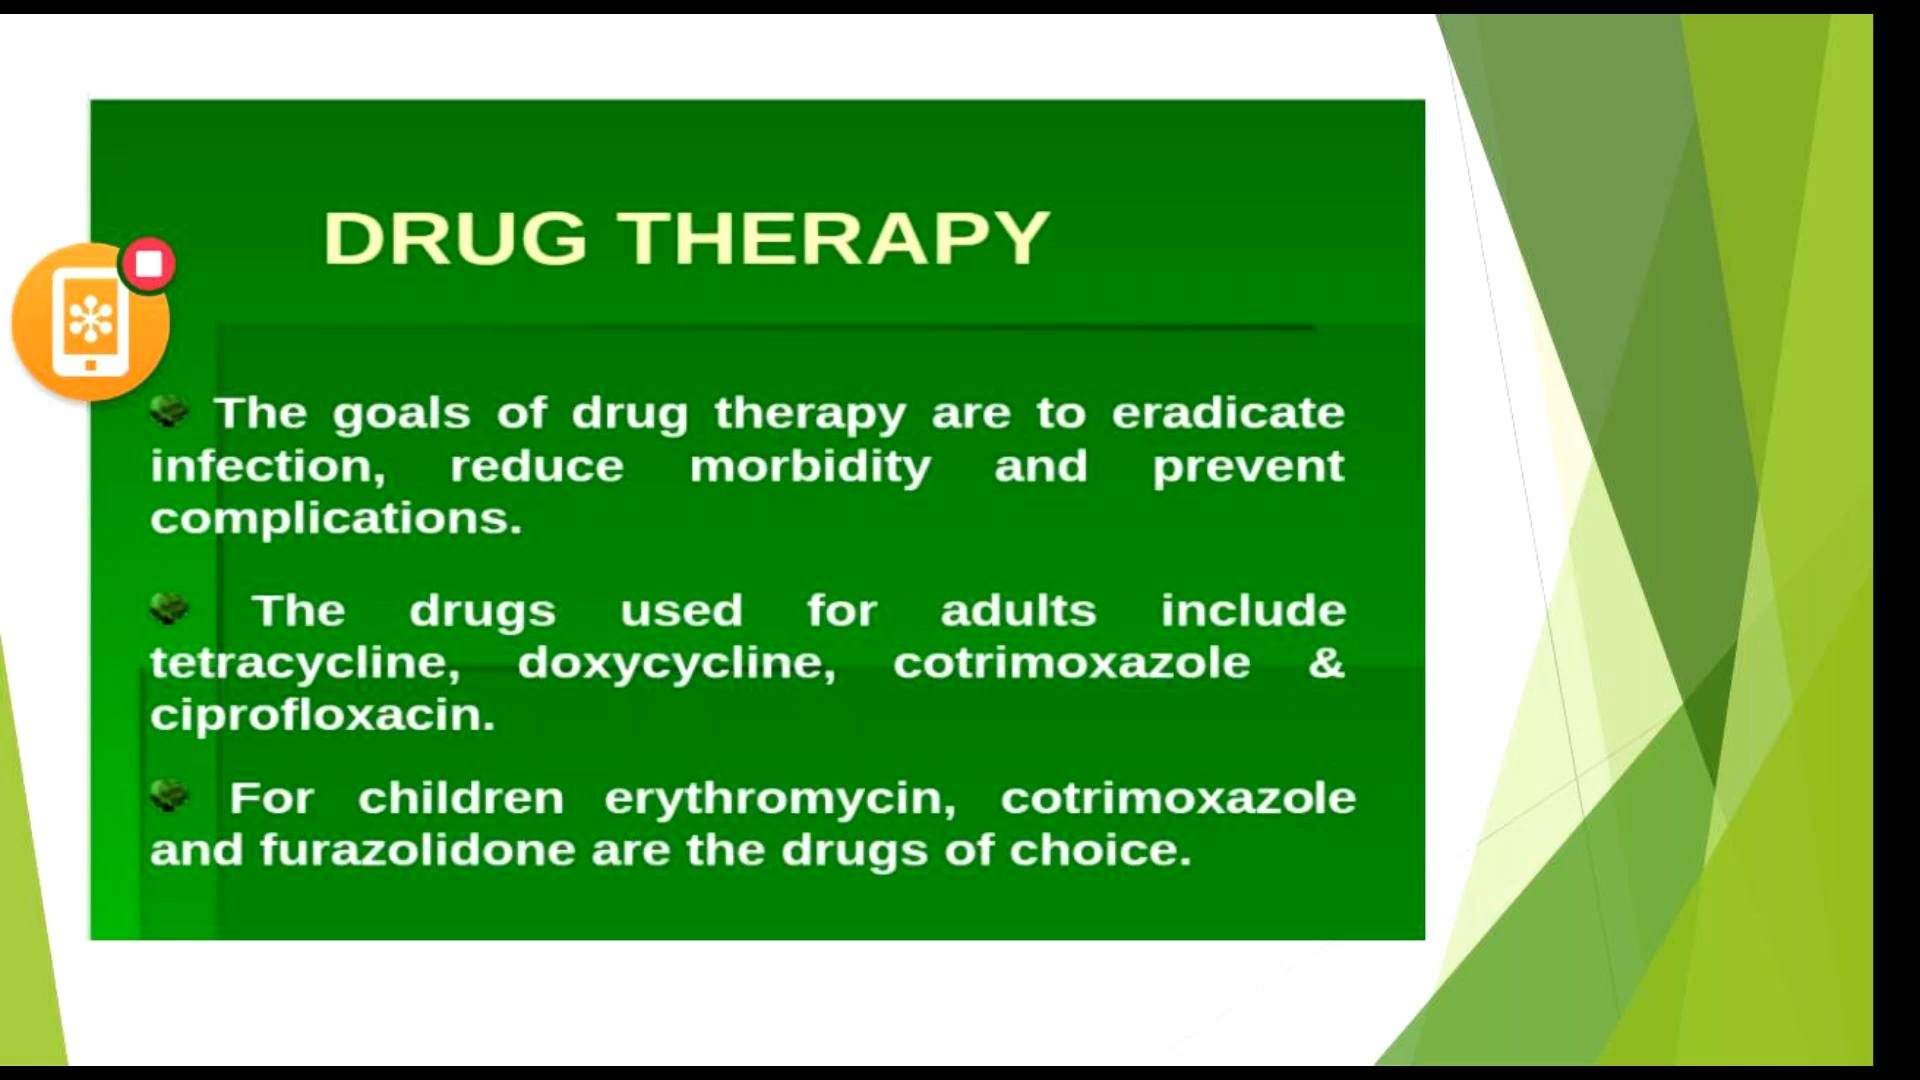 DRUG THERAPY
The goals of drug therapy are to eradicate
infection, reduce morbidity and prevent
complications.
The drugs used for adults include
tetracycline, doxycycline, cotrimoxazole &
ciprofloxacin.
For children erythromycin, cotrimoxazole
and furazolidone are the drugs of choice.